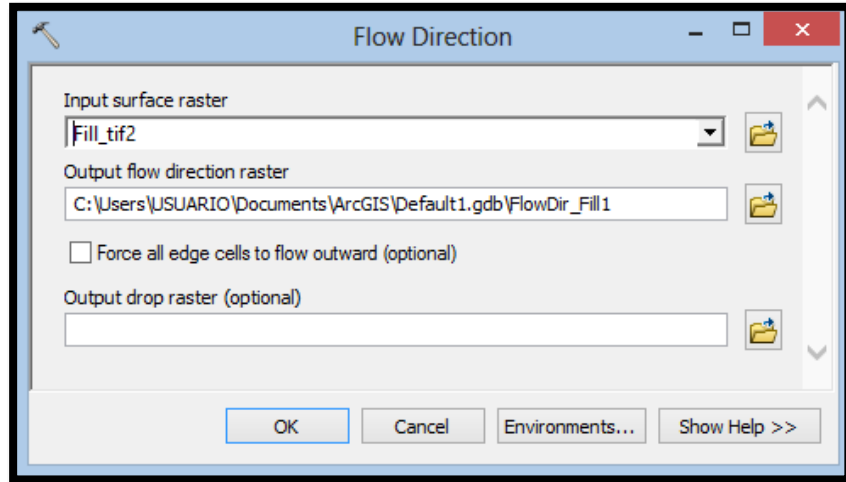 Flow Direction
Input surface raster
Fill_tif2
Output flow direction raster
C:\Users\USUARIO\Documents\ArcGIS\Default1.gdb\FlowDir_Fill1
Force all edge cells to flow outward (optional)
Output drop raster (optional)
OK Cancel Environments... Show Help >>